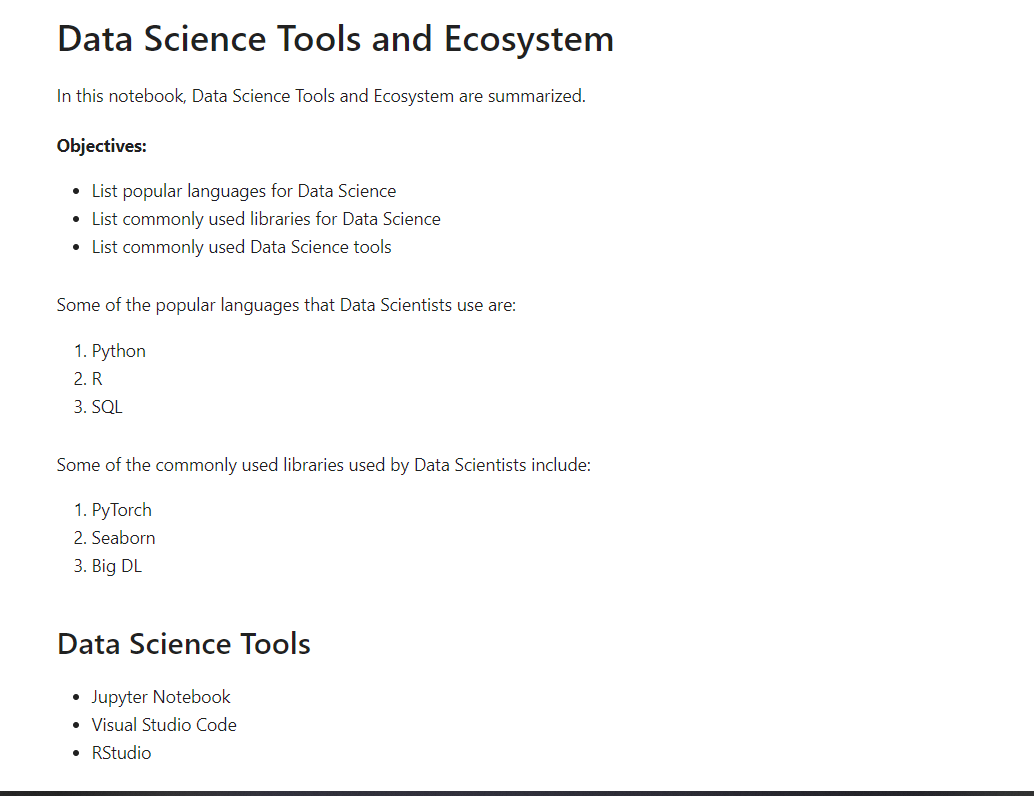 Data Science Tools and Ecosystem
In this notebook, Data Science Tools and Ecosystem are summarized.
Objectives:
• List popular languages for Data Science
• List commonly used libraries for Data Science
• List commonly used Data Science tools
Some of the popular languages that Data Scientists use are:
1. Python
2. R
3. SQL
Some of the commonly used libraries used by Data Scientists include:
1. PyTorch
2. Seaborn
3. Big DL
Data Science Tools
• Jupyter Notebook
• Visual Studio Code
• RStudio